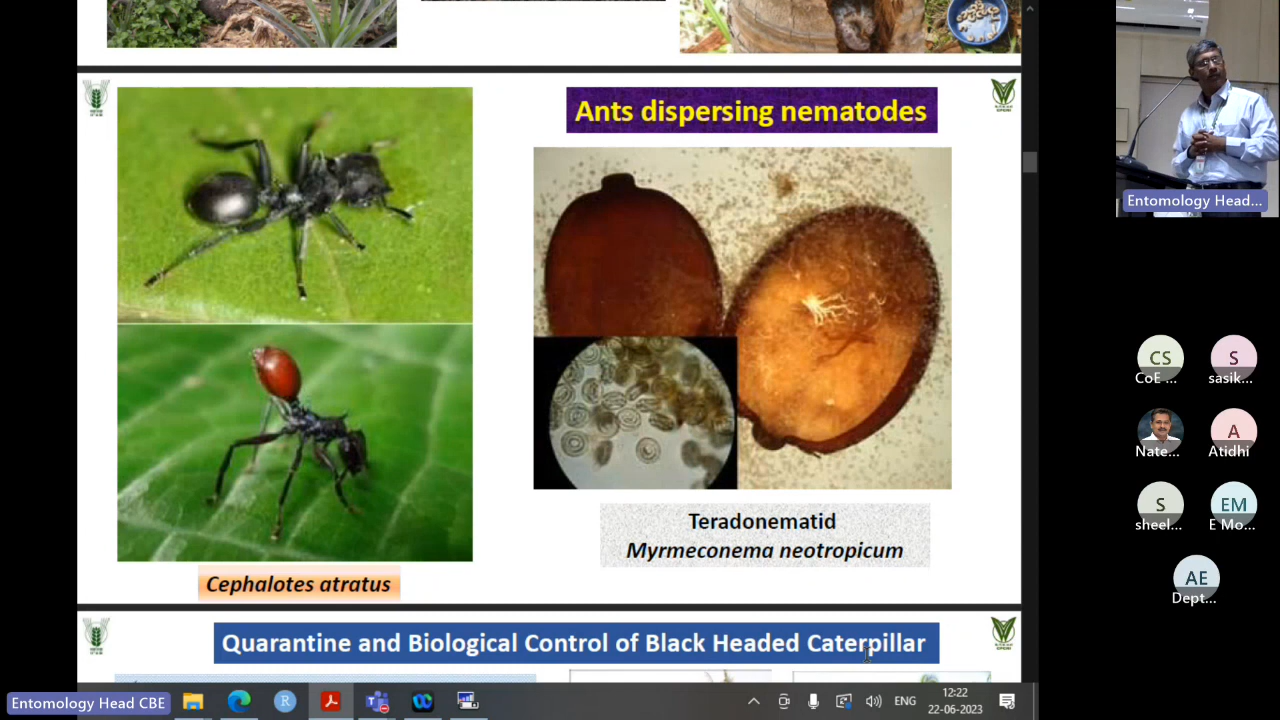 Ants dispersing nematodes
Teradonematid
Myrmeconema neotropicum
Cephalotes atratus
Quarantine and Biological Control of Black Headed Caterpillar
Entomology Head...
CS
S
CoE ...
sasik...
A
Nate...
Atidhi
S
EM
sheel...
E Mo...
AE
Dept...
Entomology Head CBE
R
ENG
12:22
22-06-2023